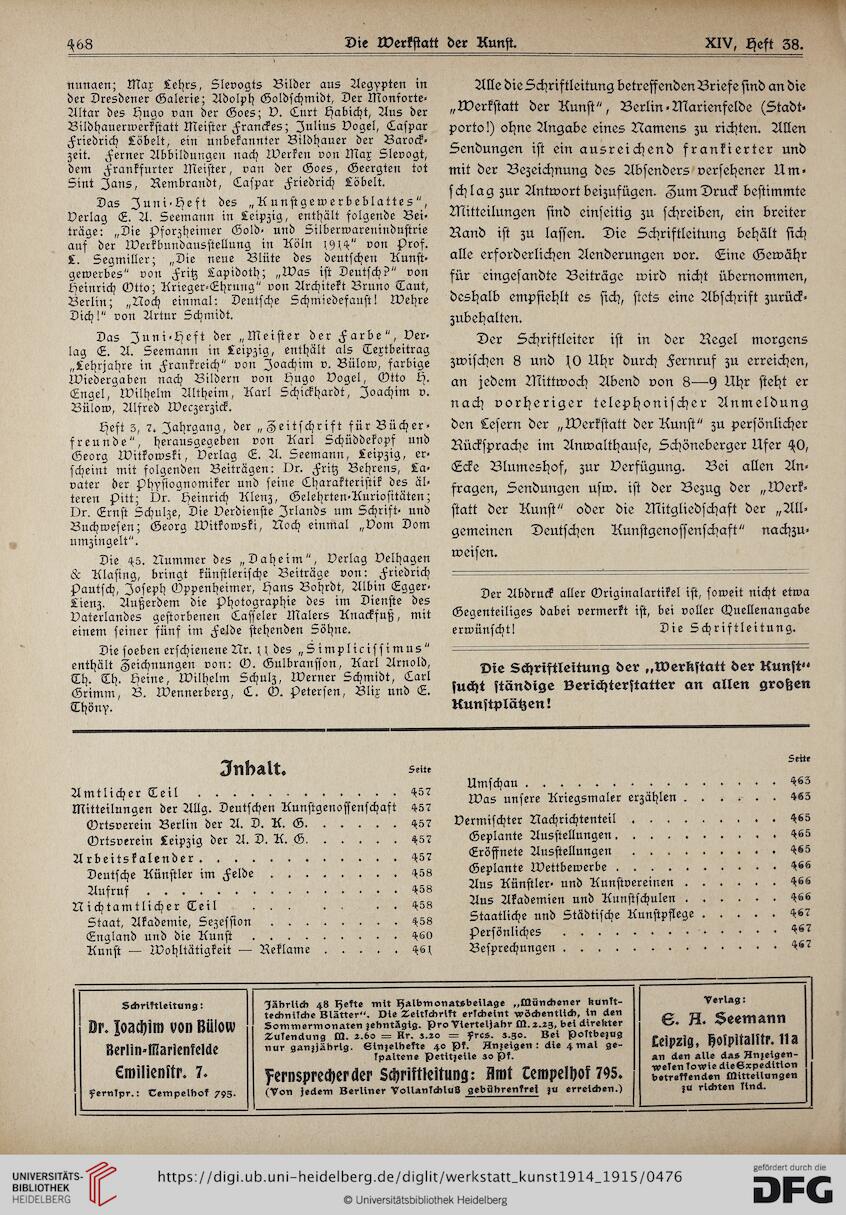 468
Die Werkstatt der Kunst.
XIV, Heft 38.
nungen; Max Lehrs, Slevogts Bilder aus Aegypten in
der Dresdener Galerie; Adolph Goldschmidt, Der Monforte-
Altar des Hugo van der Goes; V. Curt Habicht, Aus der
Bildhauerwerkstatt Meister Franckes; Julius Vogel, Caspar
Friedrich Löbelt, ein unbekannter Bildhauer der Barock-
zeit. Ferner Abbildungen nach Werken von Max Slevogt,
dem Frankfurter Meister, van der Goes, Geergten tot
Sint Jans, Rembrandt, Caspar Friedrich Löbelt.
Das Juni-Heft des „Kunstgewerbeblattes",
Verlag E. A. Seemann in Leipzig, enthält folgende Bei-
träge: „Die Pforzheimer Gold- und Silberwarenindustrie
auf der Werkbundausstellung in Köln 1914" von Prof.
L. Segmiller; „Die neue Blüte des deutschen Kunst-
gewerbes" von Fritz Lapidoth; „Was ist Deutsch?" von
Heinrich Otto; Krieger-Ehrung" von Architekt Bruno Taut,
Berlin; „Noch einmal: Deutsche Schmiedefaust! Wehre
Dich!" von Artur Schmidt.
Das Juni-Heft der „Meister der Farbe", Ver-
lag E. A. Seemann in Leipzig, enthält als Textbeitrag
„Lehrjahre in Frankreich" von Joachim v. Bülow, farbige
Wiedergaben nach Bildern von Hugo Vogel, Otto H.
Engel, Wilhelm Altheim, Karl Schickhardt, Joachim v.
Bülow, Alfred Weczerzick.
Heft 3, 7. Jahrgang, der „Zeitschrift für Bücher-
freunde", herausgegeben von Karl Schüddekopf und
Georg Witkowski, Verlag E. A. Seemann, Leipzig, er-
scheint mit folgenden Beiträgen: Dr. Fritz Behrens, La-
vater der Physiognomiker und seine Charakteristik des äl-
teren Pitt; Dr. Heinrich Klenz, Gelehrten-Kuriositäten;
Dr. Ernst Schulze, Die Verdienste Irlands um Schrift- und
Buchwesen; Georg Witkowski, Noch einmal „Vom Dom
umzingelt".
Die 45. Nummer des „Daheim", Verlag Velhagen
& Klasing, bringt künstlerische Beiträge von: Friedrich
Pautsch, Joseph Oppenheimer, Hans Bohrdt, Albin Egger-
Lienz. Außerdem die Photographie des im Dienste des
Vaterlandes gestorbenen Casseler Malers Knackfuß, mit
einem seiner fünf im Felde stehenden Söhne.
Die soeben erschienene Nr. 11 des „Simplicissimus"
enthält Zeichnungen von: O. Gulbransson, Karl Arnold,
Th. Th. Heine, Wilhelm Schulz, Werner Schmidt, Carl
Grimm, B. Wennerberg, C. O. Petersen, Blix und E.
Thöny.
Alle die Schriftleitung betreffenden Briefe sind an die
„Werkstatt der Kunst", Berlin-Marienfelde (Stadt-
porto!) ohne Angabe eines Namens zu richten. Allen
Sendungen ist ein ausreichend frankierter und
mit der Bezeichnung des Absenders versehener Um-
schlag zur Antwort beizufügen. Zum Druck bestimmte
Mitteilungen sind einseitig zu schreiben, ein breiter
Rand ist zu lassen. Die Schriftleitung behält sich
alle erforderlichen Aenderungen vor. Eine Gewähr
für eingesandte Beiträge wird nicht übernommen,
deshalb empfiehlt es sich, stets eine Abschrift zurück-
zubehalten.
Der Schriftleiter ist in der Regel morgens
zwischen 8 und 10 Uhr durch Fernruf zu erreichen,
an jedem Mittwoch Abend von 8—9 Uhr steht er
nach vorheriger telephonischer Anmeldung
den Lesern der „Werkstatt der Kunst" zu persönlicher
Rücksprache im Anwalthause, Schöneberger Ufer 40,
Ecke Blumeshof, zur Verfügung. Bei allen An-
fragen, Sendungen usw. ist der Bezug der „Werk-
statt der Kunst" oder die Mitgliedschaft der „All-
gemeinen Deutschen Kunstgenossenschaft" nachzu-
weisen.
Der Abdruck aller Originalartikel ist, soweit nicht etwa
Gegenteiliges dabei vermerkt ist, bei voller Quellenangabe
erwünscht! Die Schriftleitung.
Die Schriftleitung der „Werkstatt der Kunst"
sucht ständige Berichterstatter an allen großen
Kunstplätzen!
Inhalt.
Seite
Amtlicher Teil . . . . . . . . . . . . 457
Mitteilungen der Allg. Deutschen Kunstgenossenschaft 457
Ortsverein Berlin der A. D. K. G. . . . . . 457
Ortsverein Leipzig der A. D. K. G. . . . . . 457
Arbeitskalender . . . . . . . . . . . . 457
Deutsche Künstler im Felde . . . . . . . . 458
Aufruf . . . . . . . . . . . . . . 458
Nichtamtlicher Teil . . . . . . . . . 458
Staat, Akademie, Sezession . . . . . . . . 458
England und die Kunst . . . . . . . . . 460
Kunst — Wohltätigkeit — Reklame . . . . . 461
Seite
Umschau . . . . . . . . . . . . . . 463
Was unsere Kriegsmaler erzählen . . . . . . 463
Vermischter Nachrichtenteil . . . . . . . . 465
Geplante Ausstellungen . . . . . . . . . 465
Eröffnete Ausstellungen . . . . . . . . . 465
Geplante Wettbewerbe . . . . . . . . . 466
Aus Künstler- und Kunstvereinen . . . . . . 466
Aus Akademien und Kunstschulen . . . . . . 466
Staatliche und Städtische Kunstpflege . . . . . 467
Persönliches . . . . . . . . . . . . 467
Besprechungen . . . . . . . . . . . . 467
Schriftleitung:
Dr. Joachim von Bülow
Berlin-Marienfelde
Emilienstr. 7.
Fernspr.: Tempelhof 795.
Jährlich 48 Hefte mit Halbmonatsbeilage „Münchener kunst-
technische Blätter". Die Zeitschrift erscheint wöchentlich, in den
Sommermonaten zehntägig. Pro Vierteljahr M. 2.25, bei direkter
Zusendung M. 2.60 = Kr. 3.20 = Frcs. 3.50. Bei Postbezug
nur ganzjährig. Einzelhefte 40 Pf. Anzeigen: die 4 mal ge-
spaltene Petitzeile 30 Pf.
Fernsprecher der Schriftleitung: Amt Tempelhof 795.
(Von jedem Berliner Vollanschluß gebührenfrei zu erreichen.)
Verlag:
E. A. Seemann
Leipzig, Hospitalstr. 11a
an den alle das Anzeigen-
wesen sowie die Expedition
betreffenden Mitteilungen
zu richten sind.
UNIVERSITÄTS-
BIBLIOTHEK
HEIDELBERG
https://digi.ub.uni-heidelberg.de/diglit/werkstatt_kunst1914_1915/0476
© Universitätsbibliothek Heidelberg
gefördert durch die
DFG